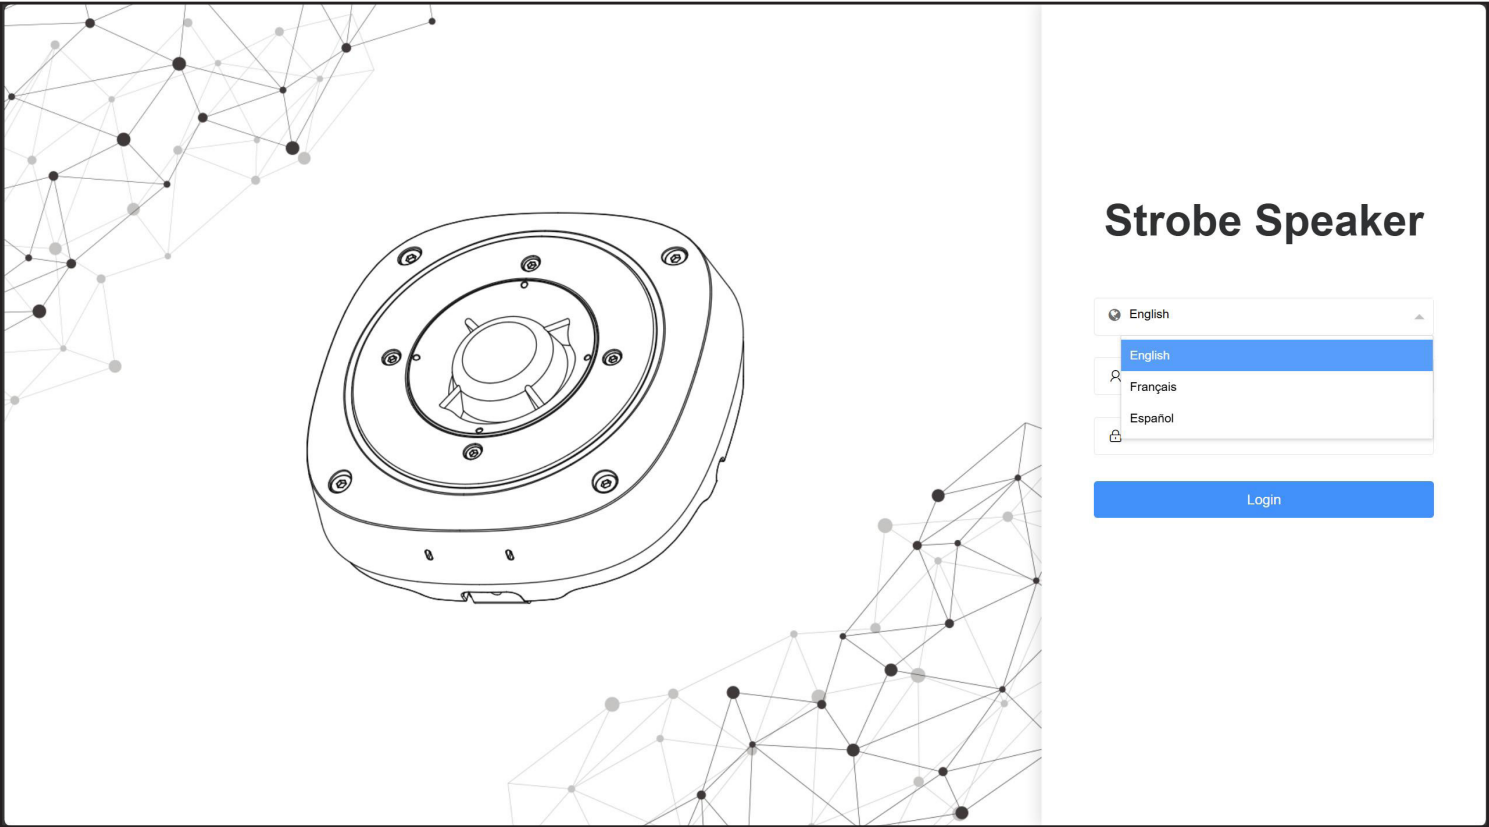 Strobe Speaker
English
English
Français
Español
Login